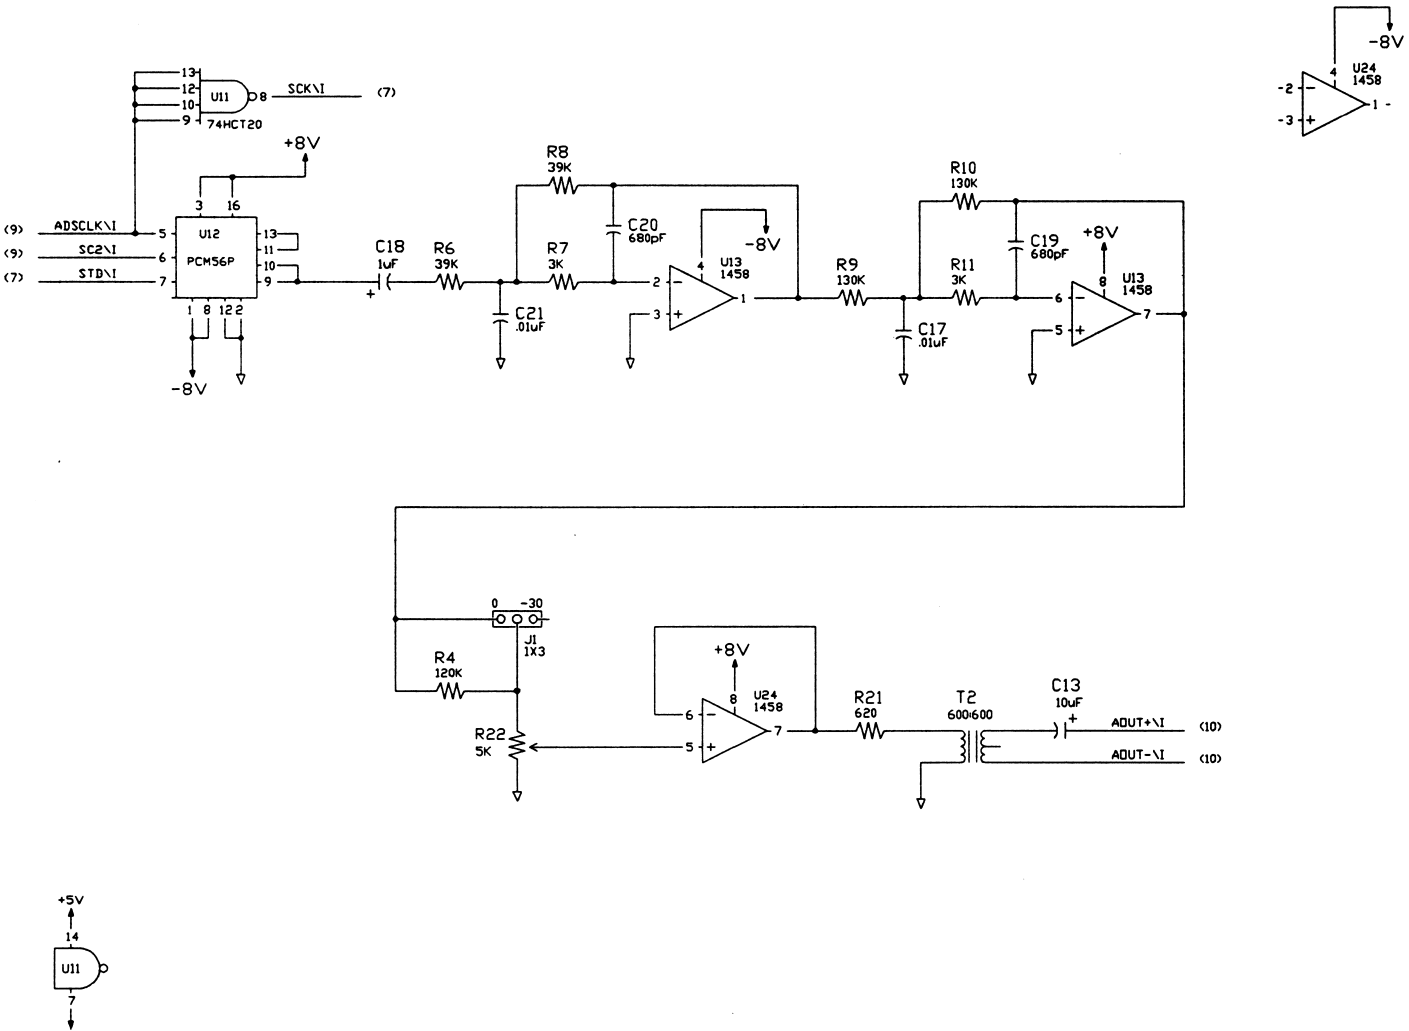 -8V
4
U24
1458
-2
-
-3
+
1 -
13
12
10
9
U11
8
SCK\I
(7)
74HCT20
+8V
3
16
(9)
ADSCLK\I
5
U12
13
11
(9)
SC2\I
6
PCM56P
10
(7)
STD\I
7
9
1
8
12
2
-8V
C18
1uF
+
R6
39K
R8
39K
R7
3K
C20
680pF
C21
.01uF
-8V
4
U13
1458
2
-
3
+
1
R9
130K
R10
130K
R11
3K
C19
680pF
C17
.01uF
+8V
8
U13
1458
6
-
5
+
7
0
-30
J1
1X3
R4
120K
R22
5K
+8V
8
U24
1458
6
-
5
+
7
R21
620
T2
600:600
C13
10uF
+
AOUT+\I
(10)
AOUT-\I
(10)
+5V
14
U11
7